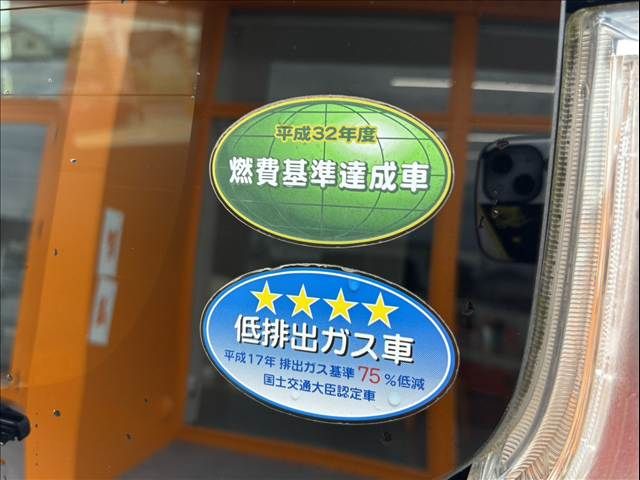 平成32年度
燃費基準達成車
★★★★
低排出ガス車
平成17年 排出ガス基準 75%低減
国土交通大臣認定車